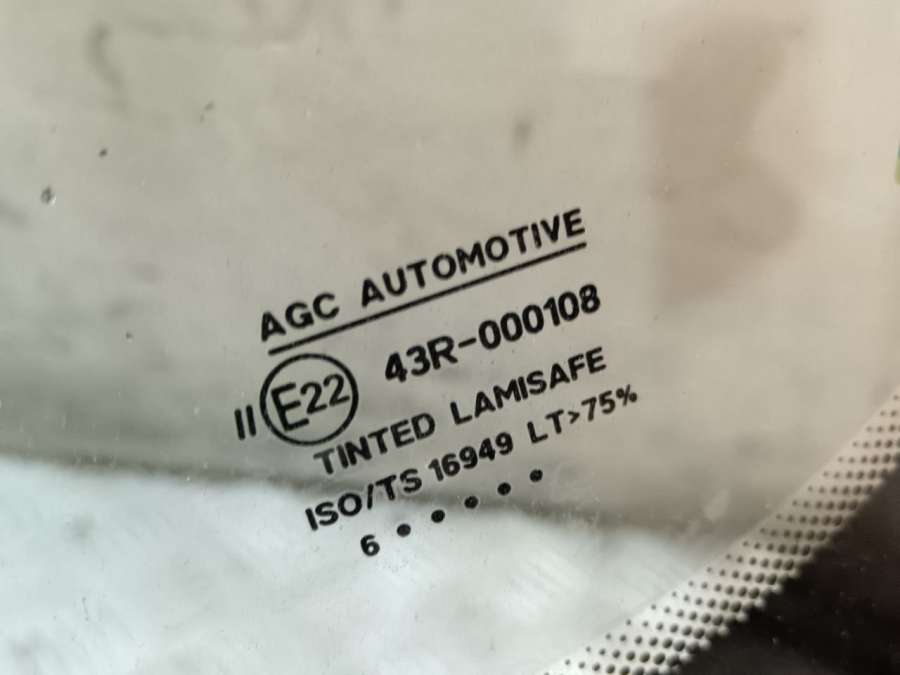 AGC AUTOMOTIVE
II E22 43R-000108
TINTED LAMISAFE
ISO/TS 16949 LT>75%
6 • • • • •